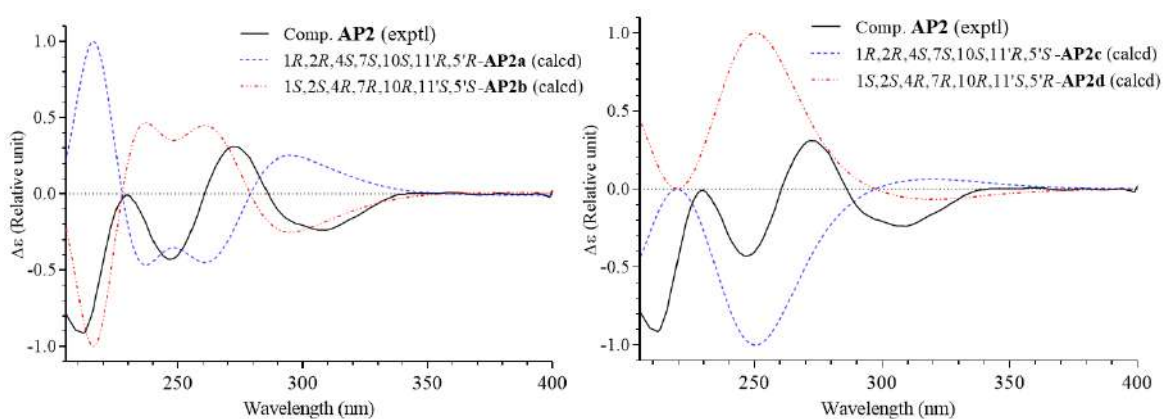 Comp. AP2 (exptl)
1R,2R,4S,7S,10S,11'R,5'R-AP2a (calcd)
1S,2S,4R,7R,10R,11'S,5'S-AP2b (calcd)
1.0
0.5
0.0
-0.5
-1.0
Δε (Relative unit)
250
300
350
400
Wavelength (nm)
Comp. AP2 (exptl)
1R,2R,4S,7S,10S,11'R,5'S-AP2c (calcd)
1S,2S,4R,7R,10R,11'S,5'R-AP2d (calcd)
1.0
0.5
0.0
-0.5
-1.0
Δε (Relative unit)
250
300
350
400
Wavelength (nm)